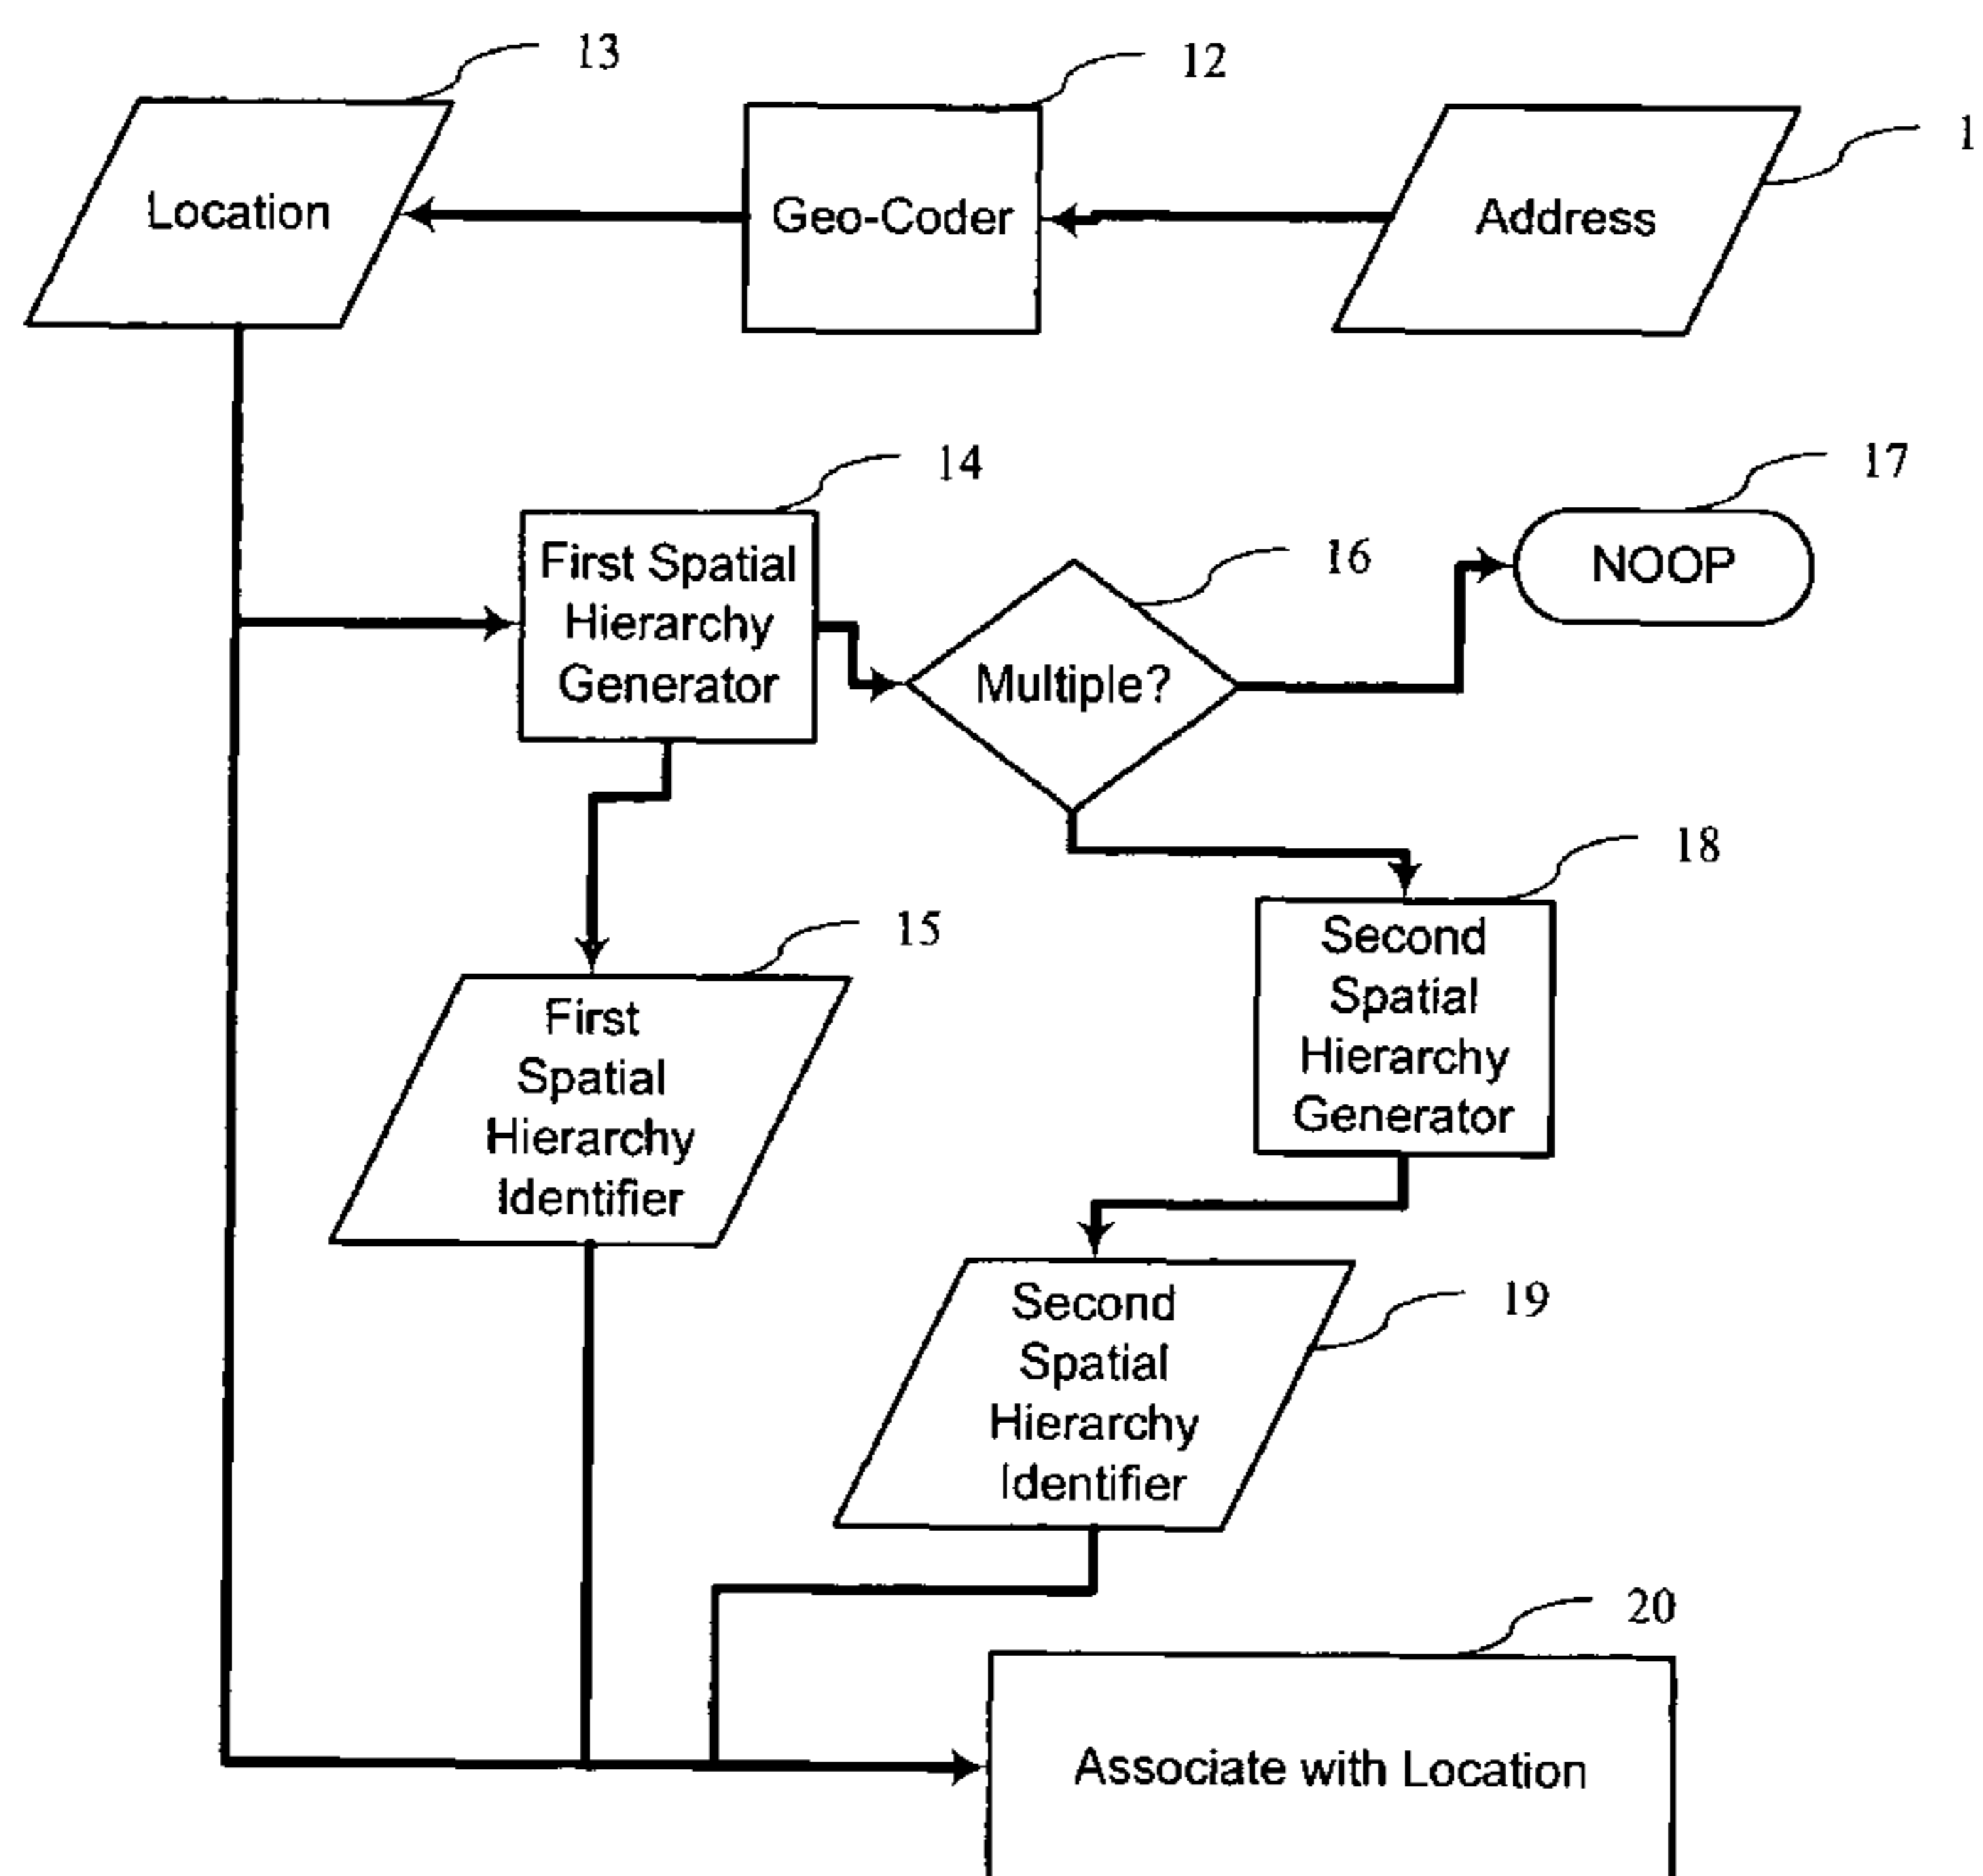 13
12
1
Location
Geo-Coder
Address
14
17
First Spatial
Hierarchy
Generator
16
NOOP
Multiple?
18
15
Second
Spatial
Hierarchy
Generator
First
Spatial
Hierarchy
Identifier
19
Second
Spatial
Hierarchy
Identifier
20
Associate with Location